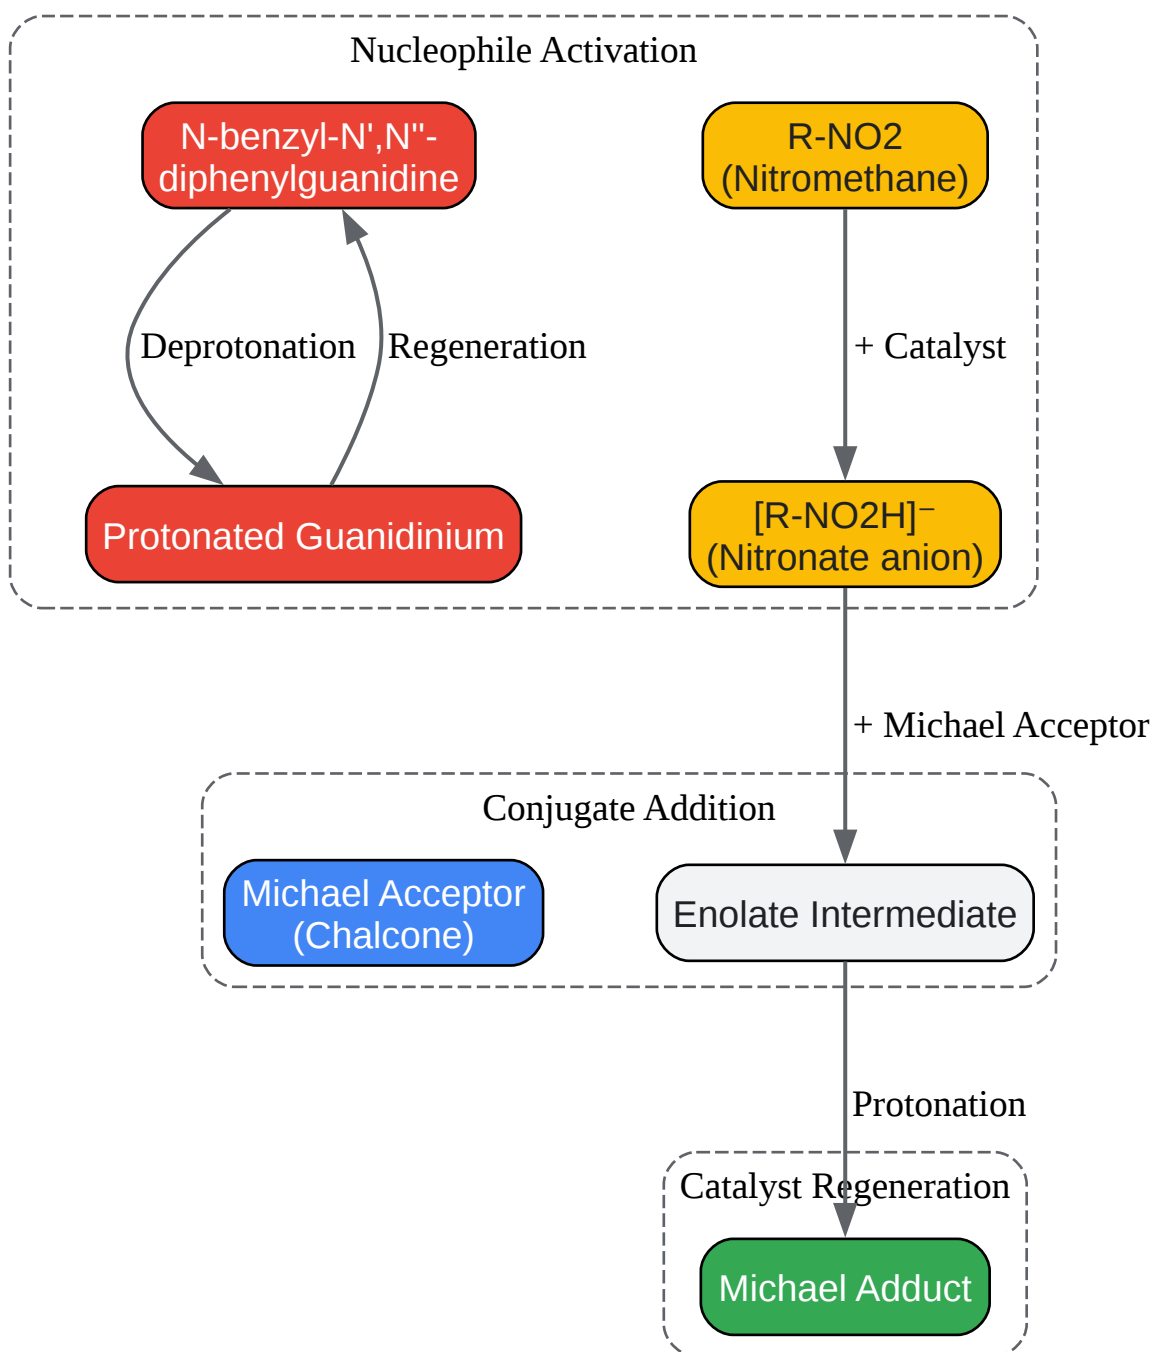 Nucleophile Activation
N-benzyl-N',N''-
diphenylguanidine
R-NO2
(Nitromethane)
Deprotonation
Regeneration
+ Catalyst
Protonated Guanidinium
[R-NO2H]⁻
(Nitronate anion)
+ Michael Acceptor
Conjugate Addition
Michael Acceptor
(Chalcone)
Enolate Intermediate
Protonation
Catalyst Regeneration
Michael Adduct